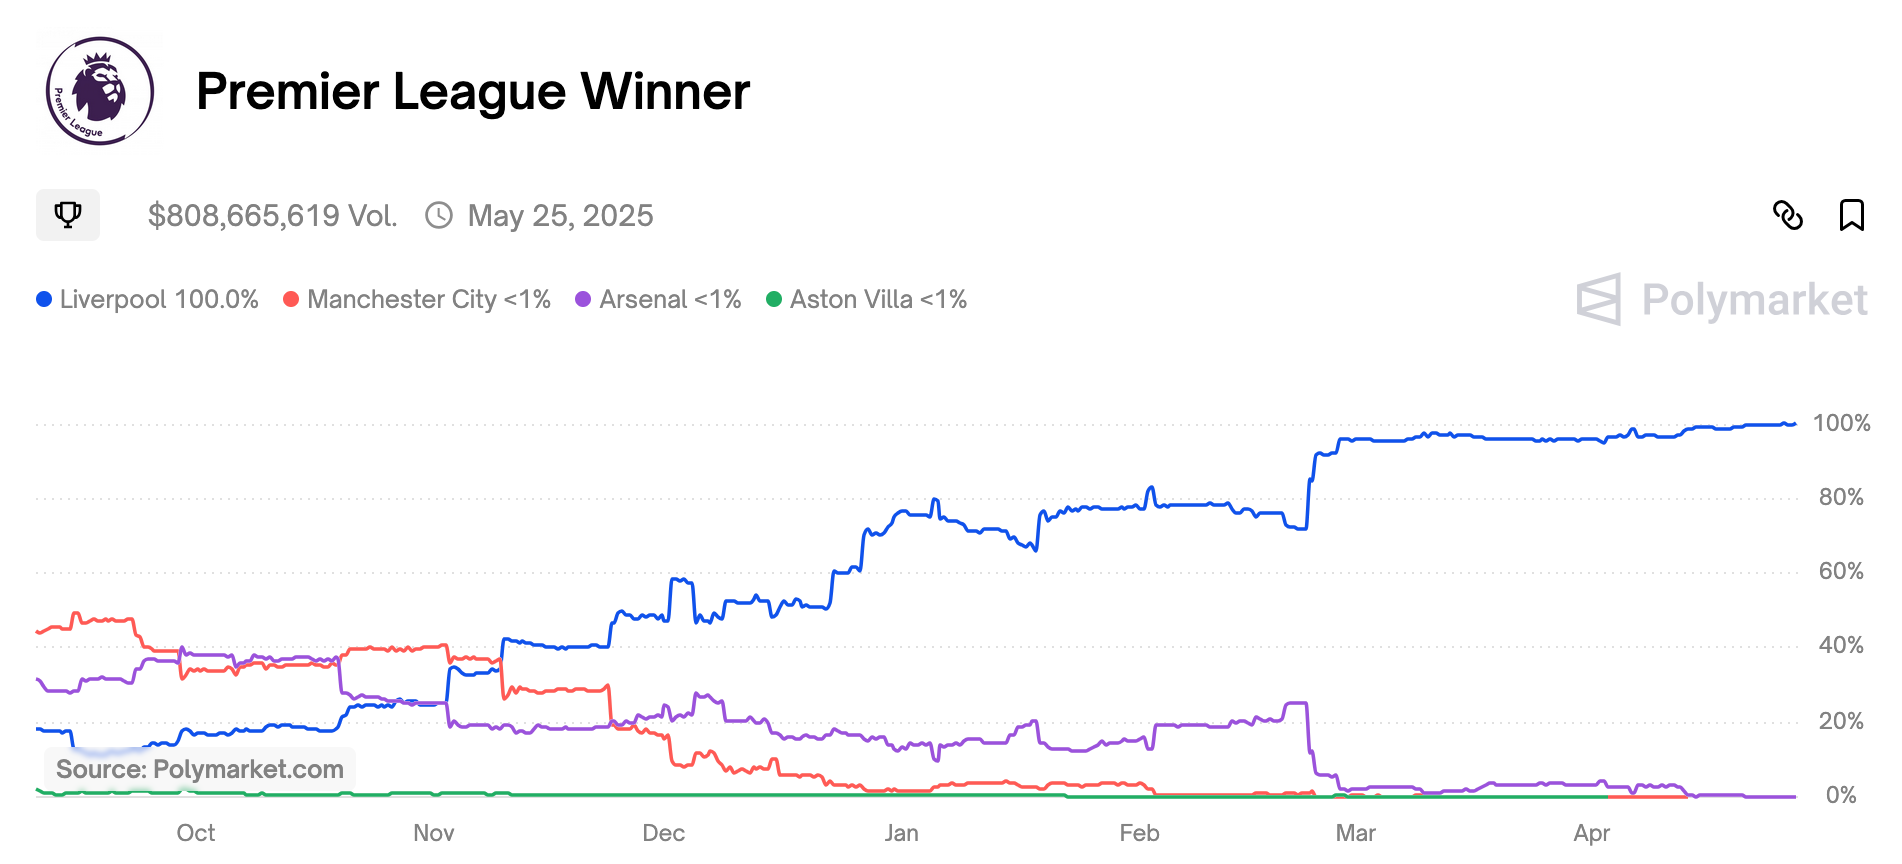 Premier League
Premier League Winner
$808,665,619 Vol. May 25, 2025
Liverpool 100.0% Manchester City <1% Arsenal <1% Aston Villa <1%
Polymarket
100%
80%
60%
40%
20%
0%
Source: Polymarket.com
Oct Nov Dec Jan Feb Mar Apr